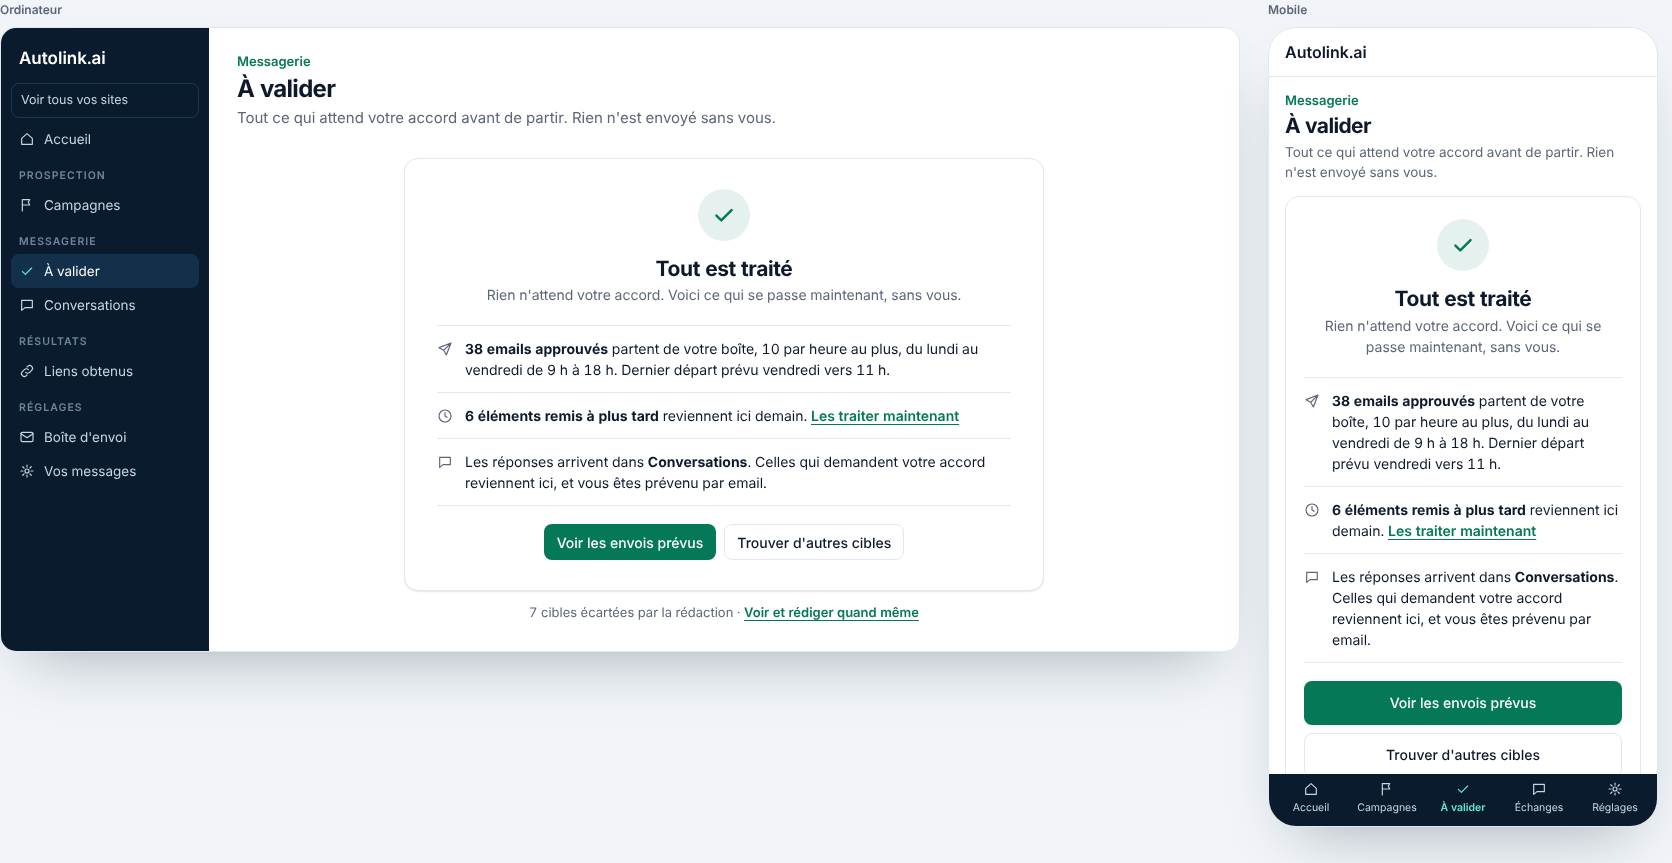 Ordinateur
Autolink.ai
Voir tous vos sites
Accueil
PROSPECTION
Campagnes
MESSAGERIE
À valider
Conversations
RÉSULTATS
Liens obtenus
RÉGLAGES
Boîte d'envoi
Vos messages
Messagerie
À valider
Tout ce qui attend votre accord avant de partir. Rien n'est envoyé sans vous.
Tout est traité
Rien n'attend votre accord. Voici ce qui se passe maintenant, sans vous.
38 emails approuvés partent de votre boîte, 10 par heure au plus, du lundi au
vendredi de 9 h à 18 h. Dernier départ prévu vendredi vers 11 h.
6 éléments remis à plus tard reviennent ici demain. Les traiter maintenant
Les réponses arrivent dans Conversations. Celles qui demandent votre accord
reviennent ici, et vous êtes prévenu par email.
Voir les envois prévus
Trouver d'autres cibles
7 cibles écartées par la rédaction · Voir et rédiger quand même
Mobile
Autolink.ai
Messagerie
À valider
Tout ce qui attend votre accord avant de partir. Rien
n'est envoyé sans vous.
Tout est traité
Rien n'attend votre accord. Voici ce qui se
passe maintenant, sans vous.
38 emails approuvés partent de votre
boîte, 10 par heure au plus, du lundi au
vendredi de 9 h à 18 h. Dernier départ
prévu vendredi vers 11 h.
6 éléments remis à plus tard reviennent ici
demain. Les traiter maintenant
Les réponses arrivent dans Conversations.
Celles qui demandent votre accord
reviennent ici, et vous êtes prévenu par
email.
Voir les envois prévus
Trouver d'autres cibles
Accueil
Campagnes
À valider
Échanges
Réglages